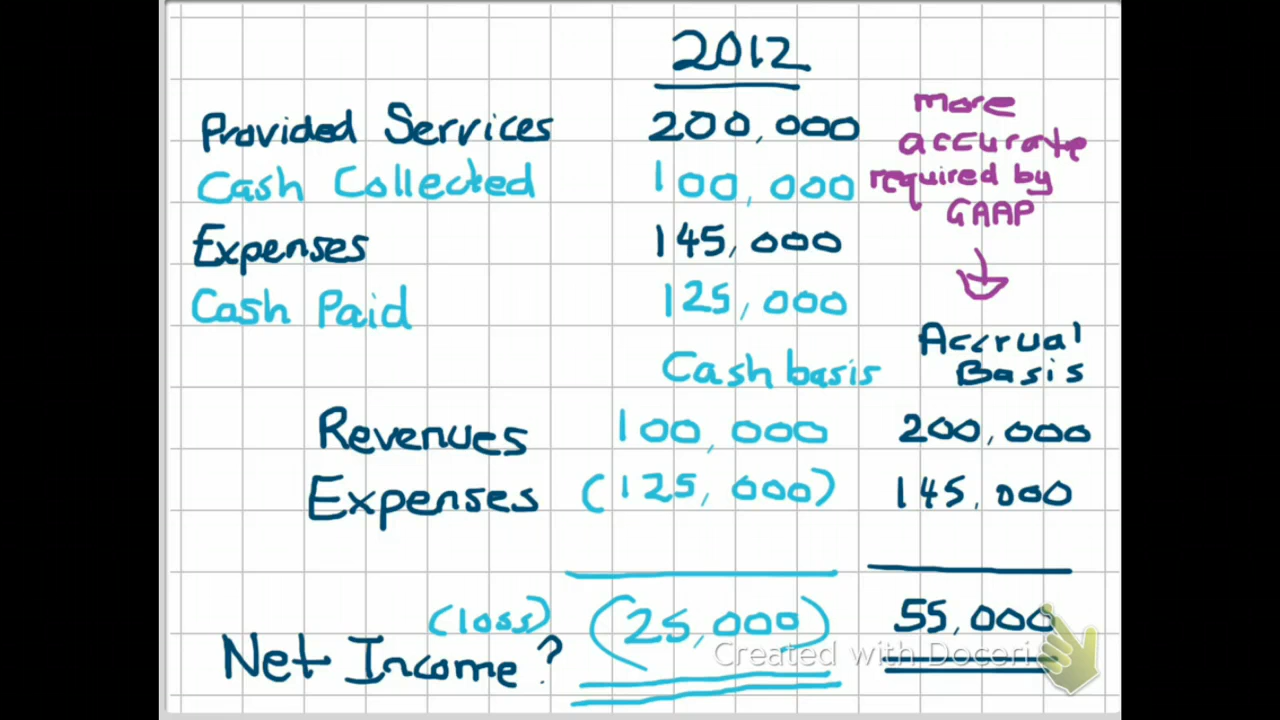 2012
Provided Services 200,000
Cash Collected 100,000
Expenses 145,000
Cash Paid 125,000
more
accurate
required by
GAAP
Cash basis
Accrual
Basis
Revenues 100,000 200,000
Expenses (125,000) 145,000
(loss)
Net Income? (25,000) 55,000
Created with Doceri